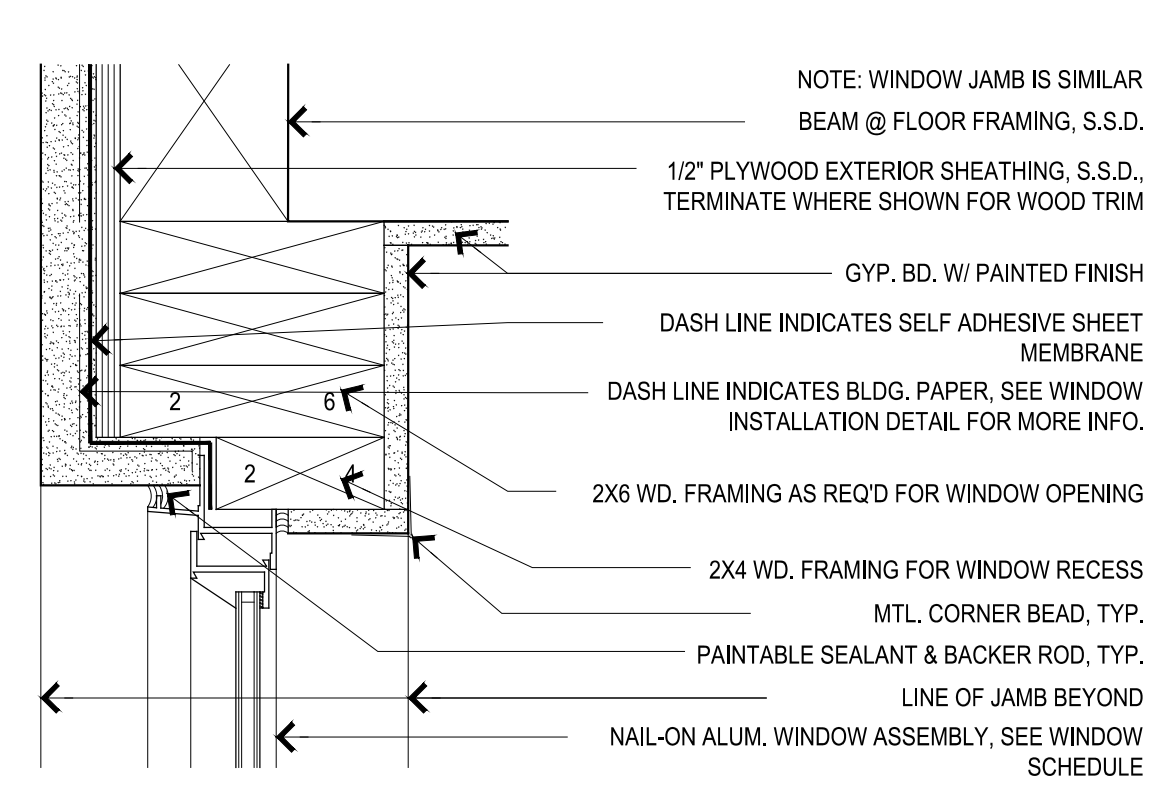 NOTE: WINDOW JAMB IS SIMILAR
BEAM @ FLOOR FRAMING, S.S.D.
1/2" PLYWOOD EXTERIOR SHEATHING, S.S.D.,
TERMINATE WHERE SHOWN FOR WOOD TRIM
GYP. BD. W/ PAINTED FINISH
DASH LINE INDICATES SELF ADHESIVE SHEET
MEMBRANE
DASH LINE INDICATES BLDG. PAPER, SEE WINDOW
INSTALLATION DETAIL FOR MORE INFO.
2 6
2 4
2X6 WD. FRAMING AS REQ'D FOR WINDOW OPENING
2X4 WD. FRAMING FOR WINDOW RECESS
MTL. CORNER BEAD, TYP.
PAINTABLE SEALANT & BACKER ROD, TYP.
LINE OF JAMB BEYOND
NAIL-ON ALUM. WINDOW ASSEMBLY, SEE WINDOW
SCHEDULE